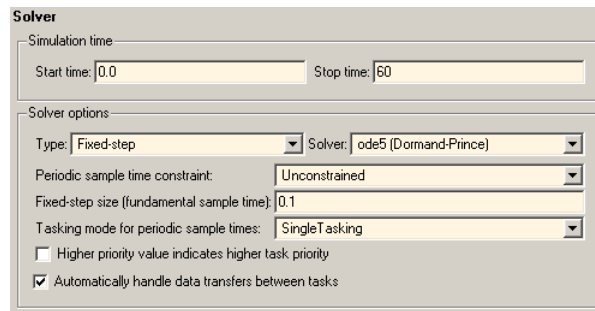 Solver
Simulation time
Start time: 0.0 Stop time: 60
Solver options
Type: Fixed-step Solver: ode5 (Dormand-Prince)
Periodic sample time constraint: Unconstrained
Fixed-step size (fundamental sample time): 0.1
Tasking mode for periodic sample times: SingleTasking
Higher priority value indicates higher task priority
Automatically handle data transfers between tasks